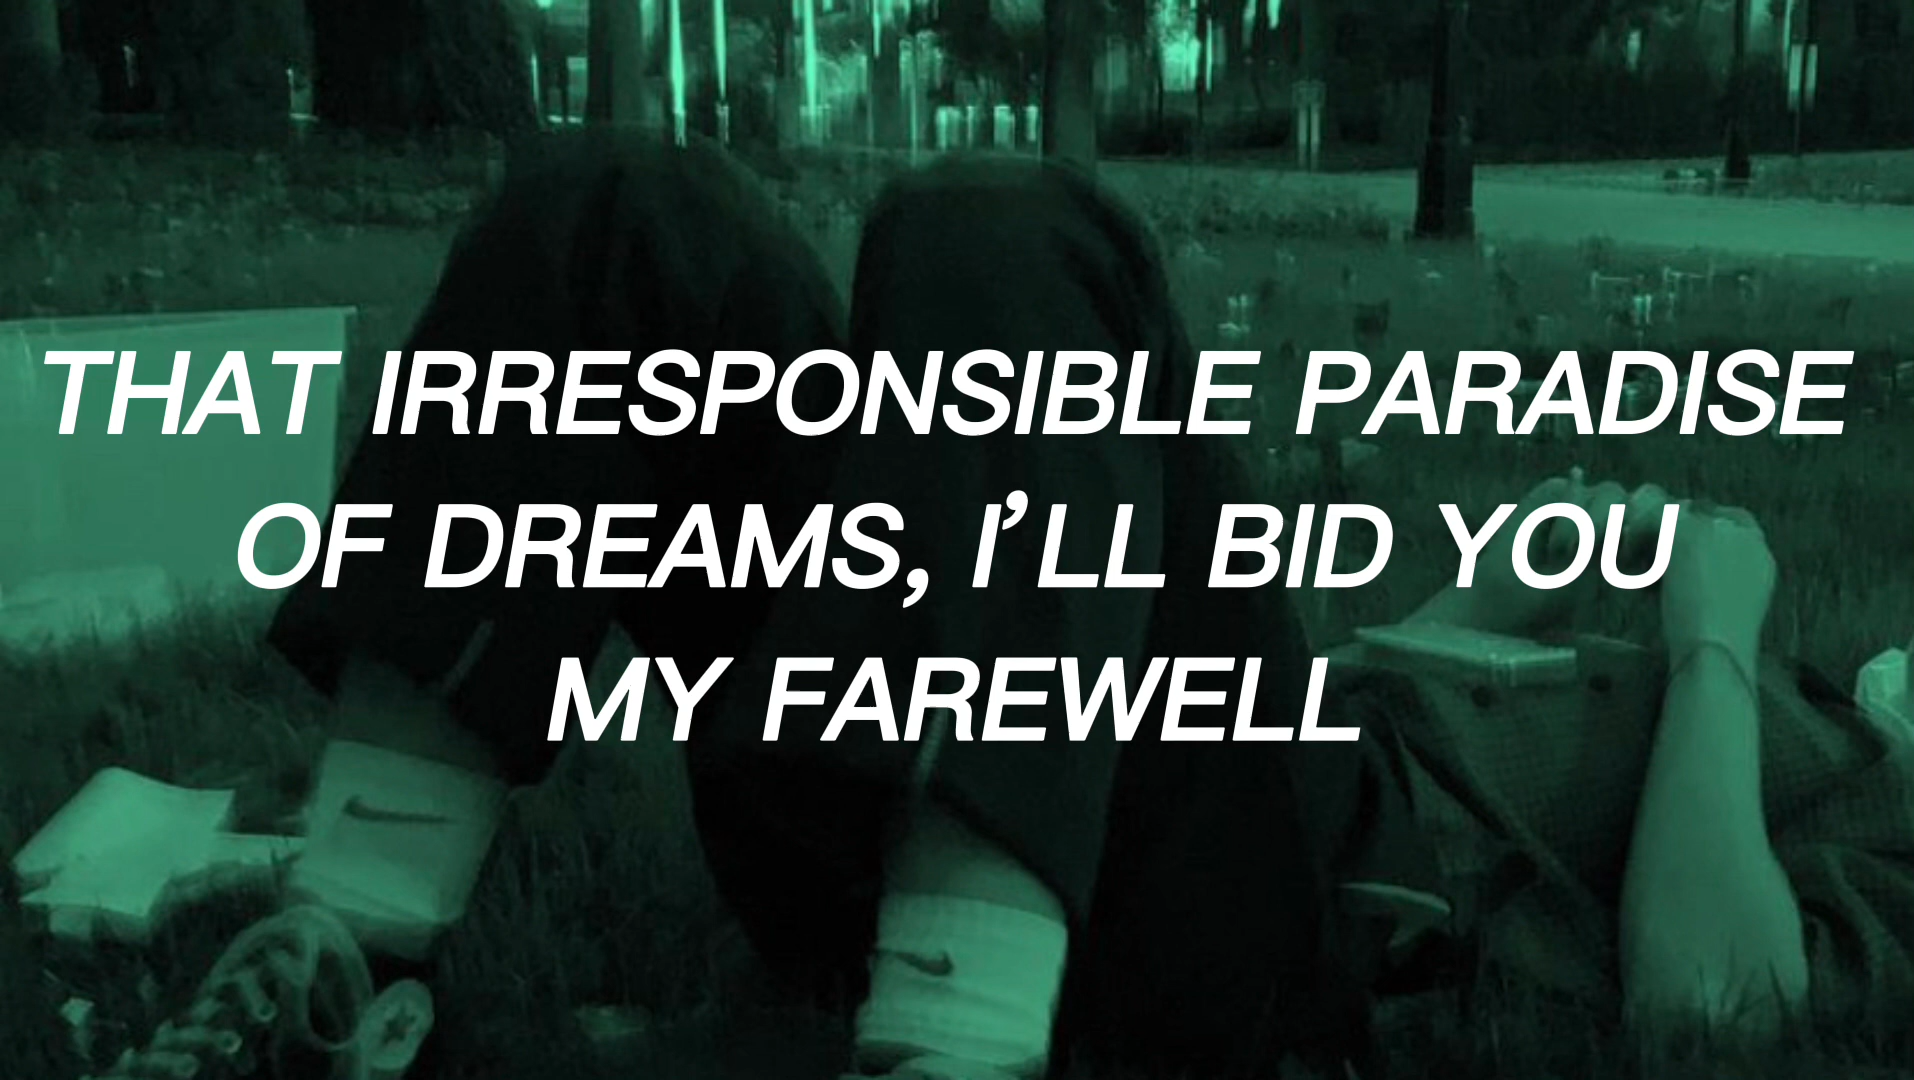 THAT IRRESPONSIBLE PARADISE
OF DREAMS, I’LL BID YOU
MY FAREWELL